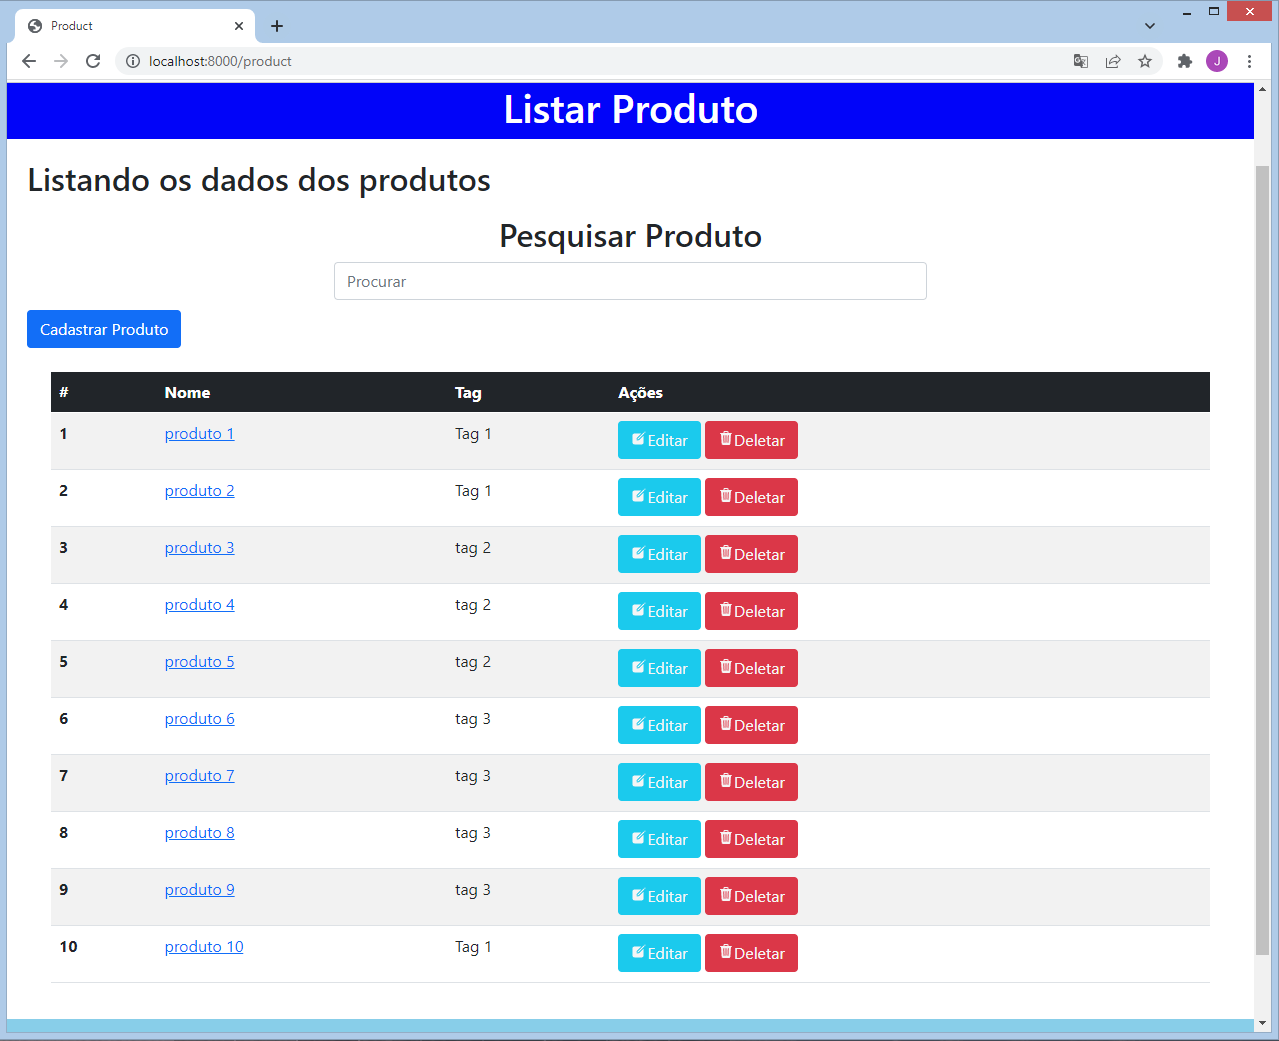 Product
localhost:8000/product
J
Listar Produto
Listando os dados dos produtos
Pesquisar Produto
Procurar
Cadastrar Produto
# Nome Tag Ações
1 produto 1 Tag 1 Editar Deletar
2 produto 2 Tag 1 Editar Deletar
3 produto 3 tag 2 Editar Deletar
4 produto 4 tag 2 Editar Deletar
5 produto 5 tag 2 Editar Deletar
6 produto 6 tag 3 Editar Deletar
7 produto 7 tag 3 Editar Deletar
8 produto 8 tag 3 Editar Deletar
9 produto 9 tag 3 Editar Deletar
10 produto 10 Tag 1 Editar Deletar